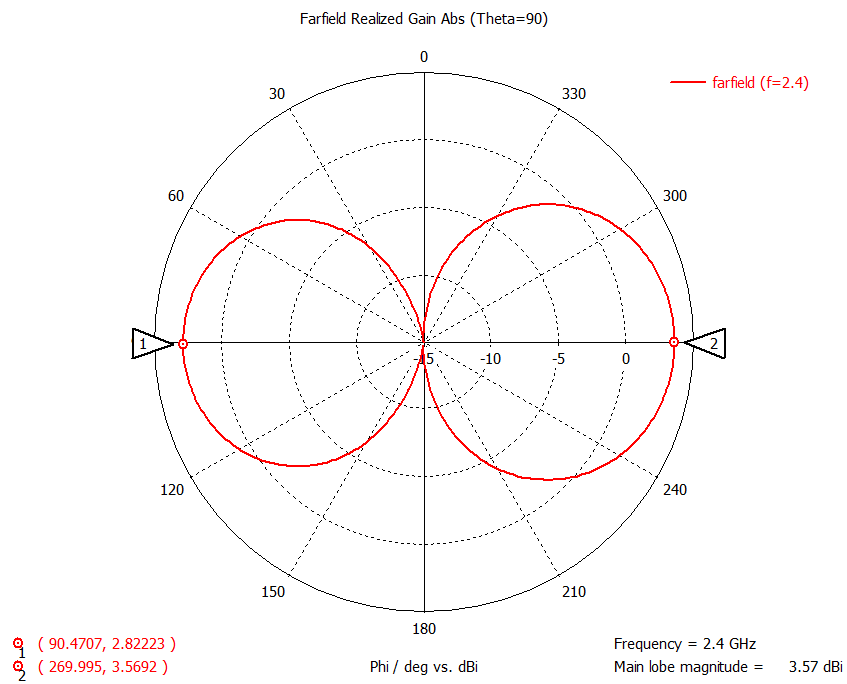 Farfield Realized Gain Abs (Theta=90)
0
farfield (f=2.4)
30
330
60
300
1
2
-15
-10
-5
0
120
240
150
210
180
1 ( 90.4707, 2.82223 )
2 ( 269.995, 3.5692 )
Phi / deg vs. dBi
Frequency = 2.4 GHz
Main lobe magnitude = 3.57 dBi